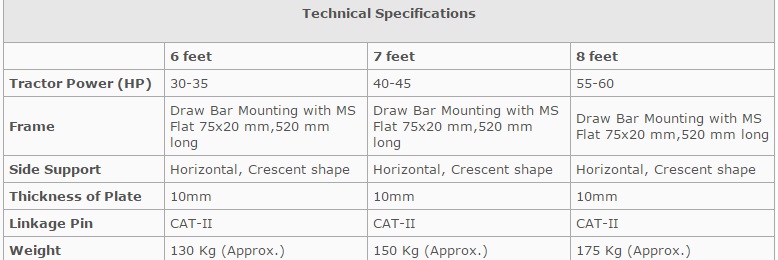 Technical Specifications
6 feet 7 feet 8 feet
Tractor Power (HP) 30-35 40-45 55-60
Frame
Draw Bar Mounting with MS
Flat 75x20 mm,520 mm
long
Draw Bar Mounting with MS
Flat 75x20 mm,520 mm
long
Draw Bar Mounting with MS
Flat 75x20 mm,520 mm long
Side Support Horizontal, Crescent shape Horizontal, Crescent shape Horizontal, Crescent shape
Thickness of Plate 10mm 10mm 10mm
Linkage Pin CAT-II CAT-II CAT-II
Weight 130 Kg (Approx.) 150 Kg (Approx.) 175 Kg (Approx.)